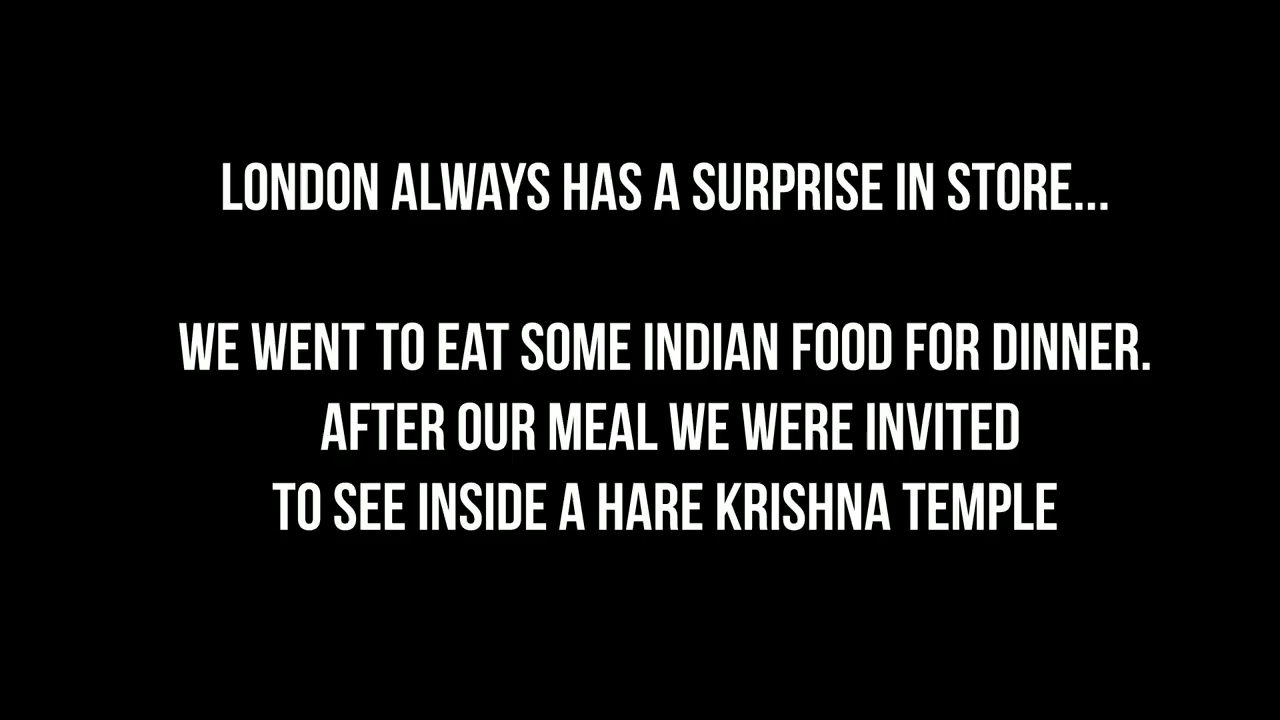 LONDON ALWAYS HAS A SURPRISE IN STORE...
WE WENT TO EAT SOME INDIAN FOOD FOR DINNER.
AFTER OUR MEAL WE WERE INVITED
TO SEE INSIDE A HARE KRISHNA TEMPLE